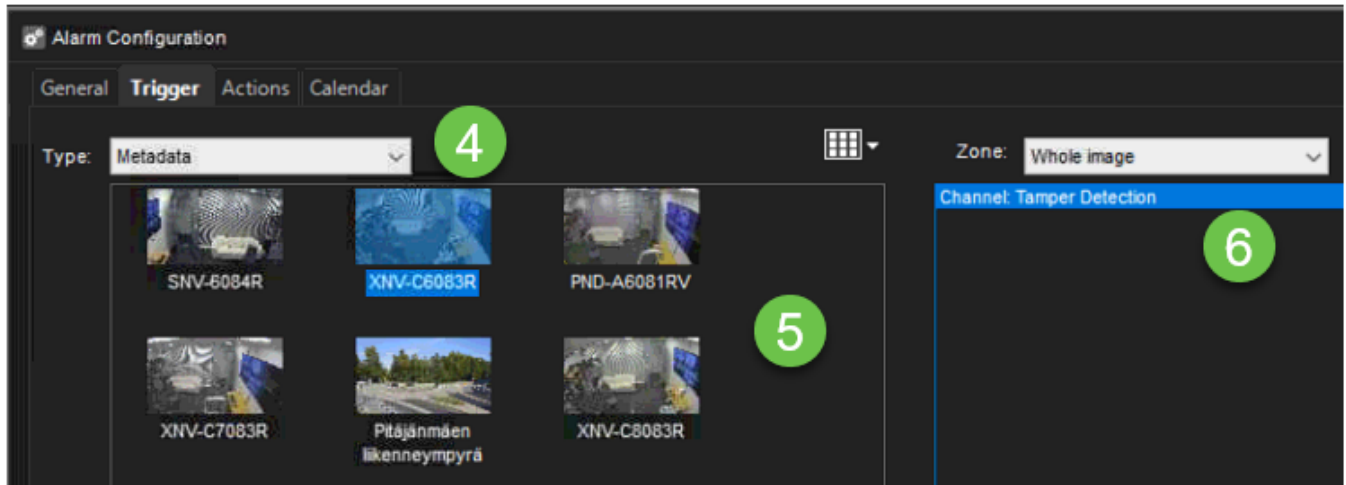 Alarm Configuration
General Trigger Actions Calendar
Type: Metadata
4
Zone: Whole image
SNV-6084R XNV-C6083R PND-A6081RV
Channel: Tamper Detection
6
5
XNV-C7083R Pitäjänmäen liikenneympyrä XNV-C8083R